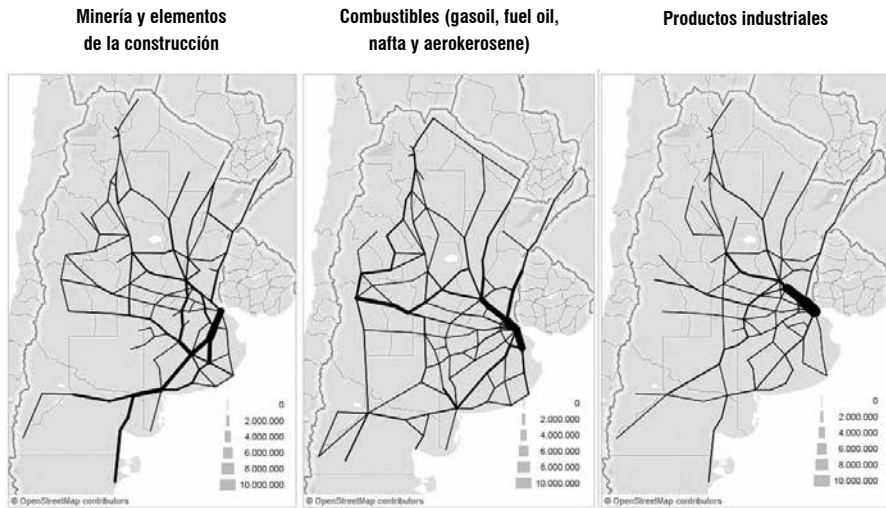 Minería y elementos
de la construcción
Combustibles (gasoil, fuel oil,
nafta y aerokerosene)
Productos industriales
0
2.000.000
4.000.000
6.000.000
8.000.000
10.000.000
© OpenStreetMap contributors
0
2.000.000
4.000.000
6.000.000
8.000.000
10.000.000
© OpenStreetMap contributors
0
2.000.000
4.000.000
6.000.000
8.000.000
10.000.000
© OpenStreetMap contributors